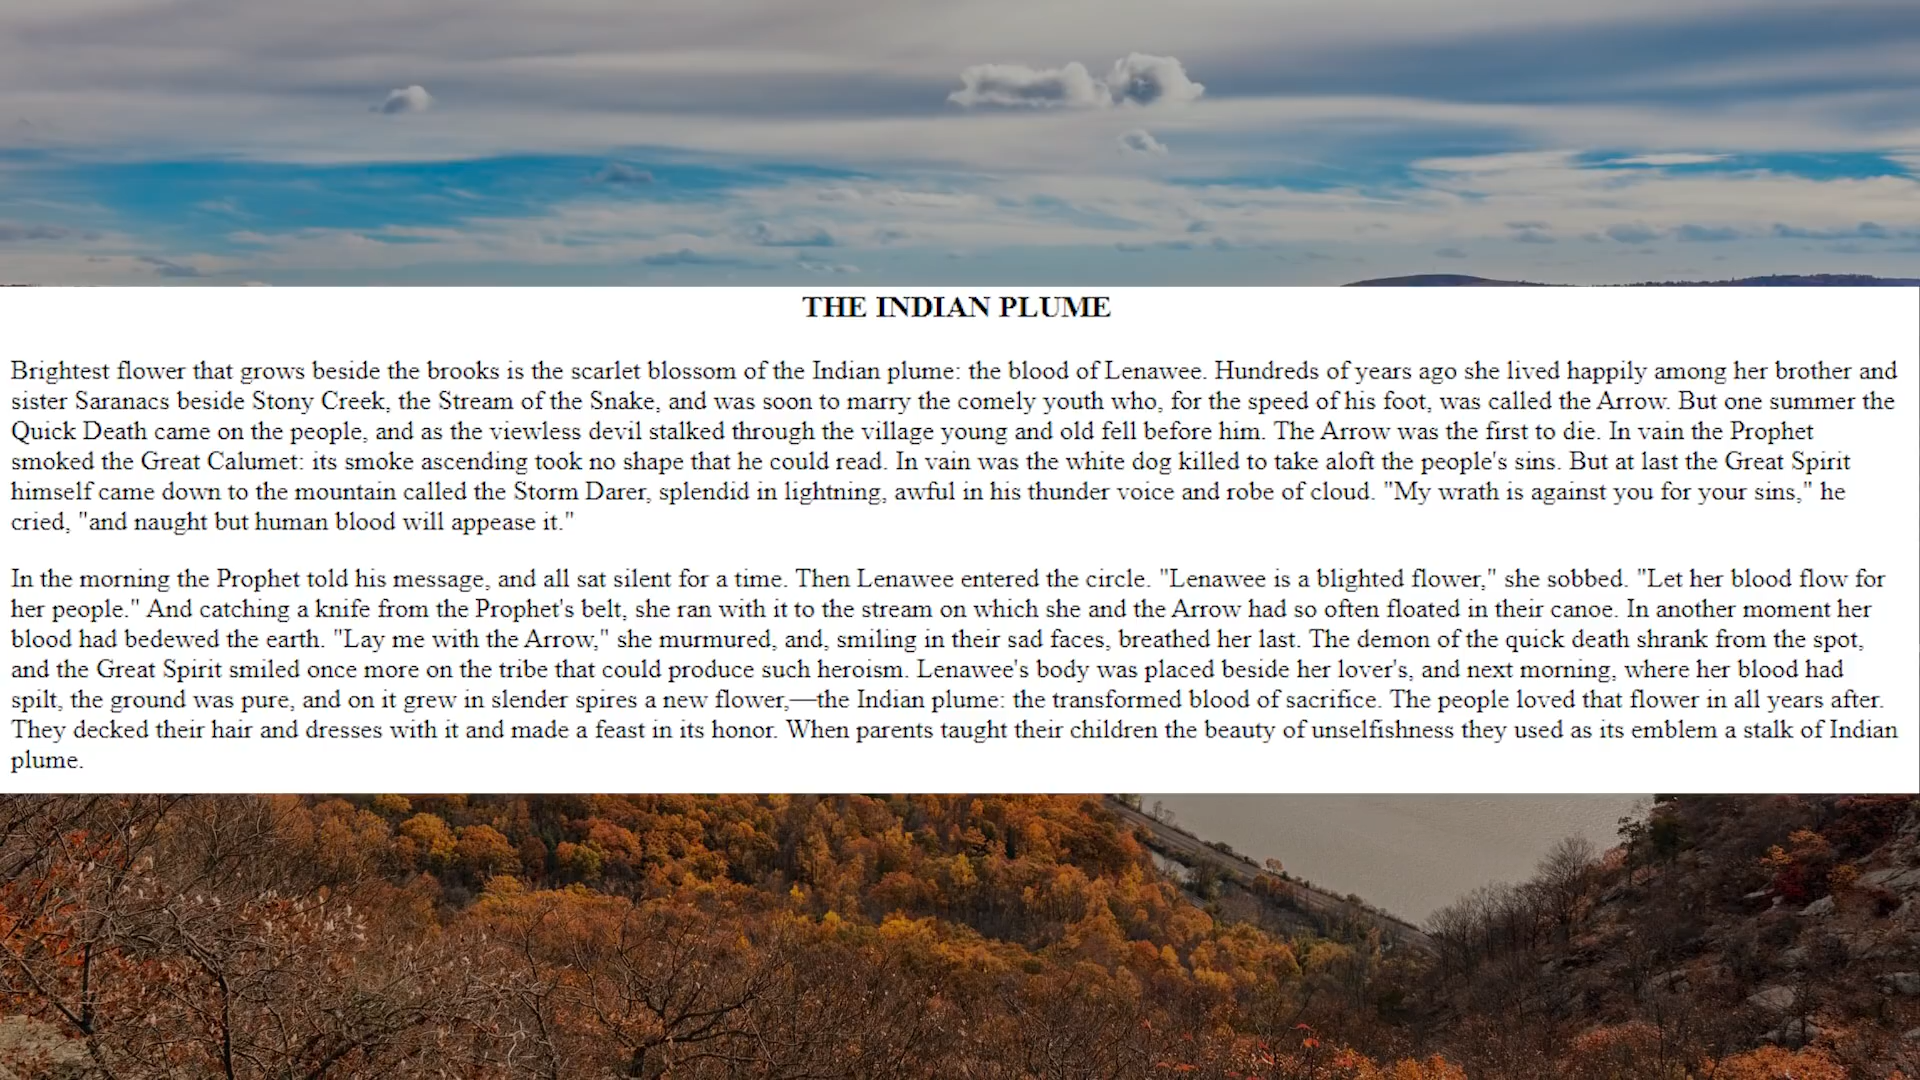 THE INDIAN PLUME
Brightest flower that grows beside the brooks is the scarlet blossom of the Indian plume: the blood of Lenawee. Hundreds of years ago she lived happily among her brother and
sister Saranacs beside Stony Creek, the Stream of the Snake, and was soon to marry the comely youth who, for the speed of his foot, was called the Arrow. But one summer the
Quick Death came on the people, and as the viewless devil stalked through the village young and old fell before him. The Arrow was the first to die. In vain the Prophet
smoked the Great Calumet: its smoke ascending took no shape that he could read. In vain was the white dog killed to take aloft the people's sins. But at last the Great Spirit
himself came down to the mountain called the Storm Darer, splendid in lightning, awful in his thunder voice and robe of cloud. "My wrath is against you for your sins," he
cried, "and naught but human blood will appease it."
In the morning the Prophet told his message, and all sat silent for a time. Then Lenawee entered the circle. "Lenawee is a blighted flower," she sobbed. "Let her blood flow for
her people." And catching a knife from the Prophet's belt, she ran with it to the stream on which she and the Arrow had so often floated in their canoe. In another moment her
blood had bedewed the earth. "Lay me with the Arrow," she murmured, and, smiling in their sad faces, breathed her last. The demon of the quick death shrank from the spot,
and the Great Spirit smiled once more on the tribe that could produce such heroism. Lenawee's body was placed beside her lover's, and next morning, where her blood had
spilt, the ground was pure, and on it grew in slender spires a new flower,—the Indian plume: the transformed blood of sacrifice. The people loved that flower in all years after.
They decked their hair and dresses with it and made a feast in its honor. When parents taught their children the beauty of unselfishness they used as its emblem a stalk of Indian
plume.